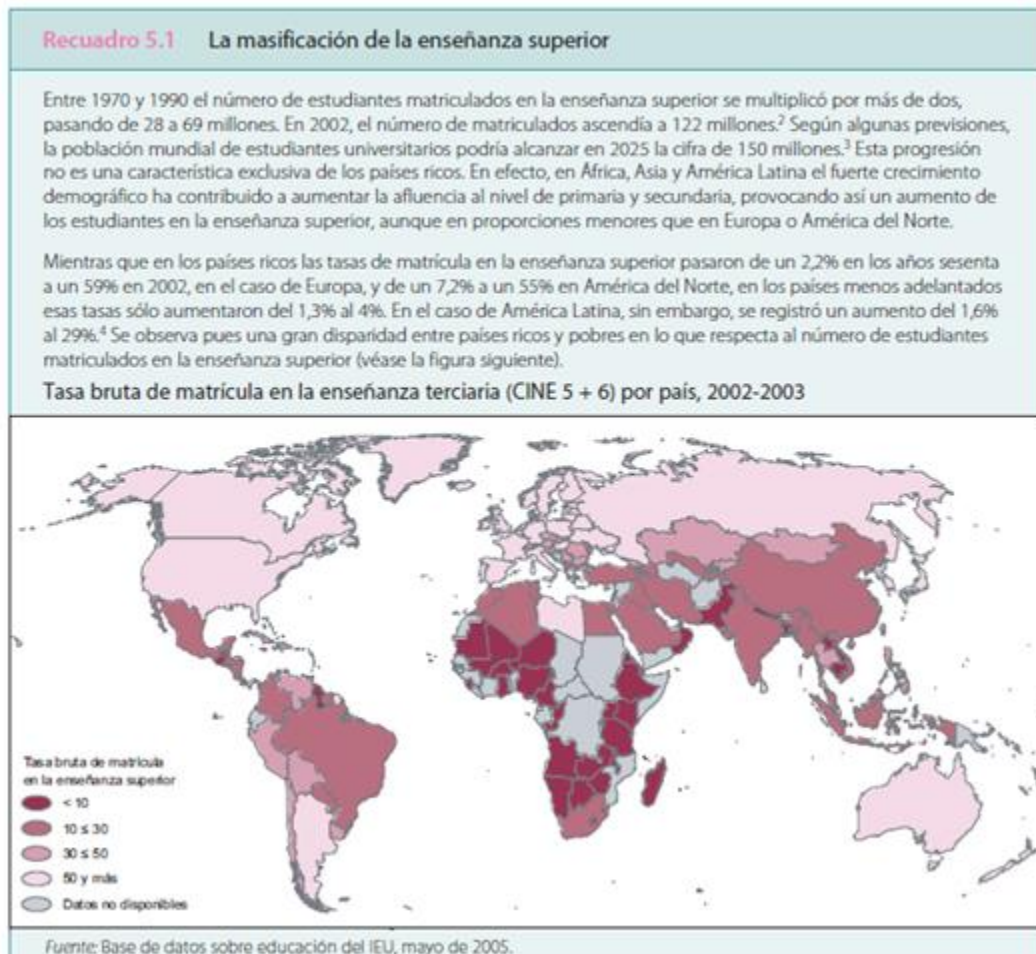 Recuadro 5.1 La masificación de la enseñanza superior
Entre 1970 y 1990 el número de estudiantes matriculados en la enseñanza superior se multiplicó por más de dos,
pasando de 28 a 69 millones. En 2002, el número de matriculados ascendía a 122 millones.² Según algunas previsiones,
la población mundial de estudiantes universitarios podría alcanzar en 2025 la cifra de 150 millones.³ Esta progresión
no es una característica exclusiva de los países ricos. En efecto, en África, Asia y América Latina el fuerte crecimiento
demográfico ha contribuido a aumentar la afluencia al nivel de primaria y secundaria, provocando así un aumento de
los estudiantes en la enseñanza superior, aunque en proporciones menores que en Europa o América del Norte.
Mientras que en los países ricos las tasas de matrícula en la enseñanza superior pasaron de un 2,2% en los años sesenta
a un 59% en 2002, en el caso de Europa, y de un 7,2% a un 55% en América del Norte, en los países menos adelantados
esas tasas sólo aumentaron del 1,3% al 4%. En el caso de América Latina, sin embargo, se registró un aumento del 1,6%
al 29%.⁴ Se observa pues una gran disparidad entre países ricos y pobres en lo que respecta al número de estudiantes
matriculados en la enseñanza superior (véase la figura siguiente).
Tasa bruta de matrícula en la enseñanza terciaria (CINE 5 + 6) por país, 2002-2003
Tasa bruta de matrícula
en la enseñanza superior
< 10
10 ≤ 30
30 ≤ 50
50 y más
Datos no disponibles
Fuente: Base de datos sobre educación del IEU, mayo de 2005.